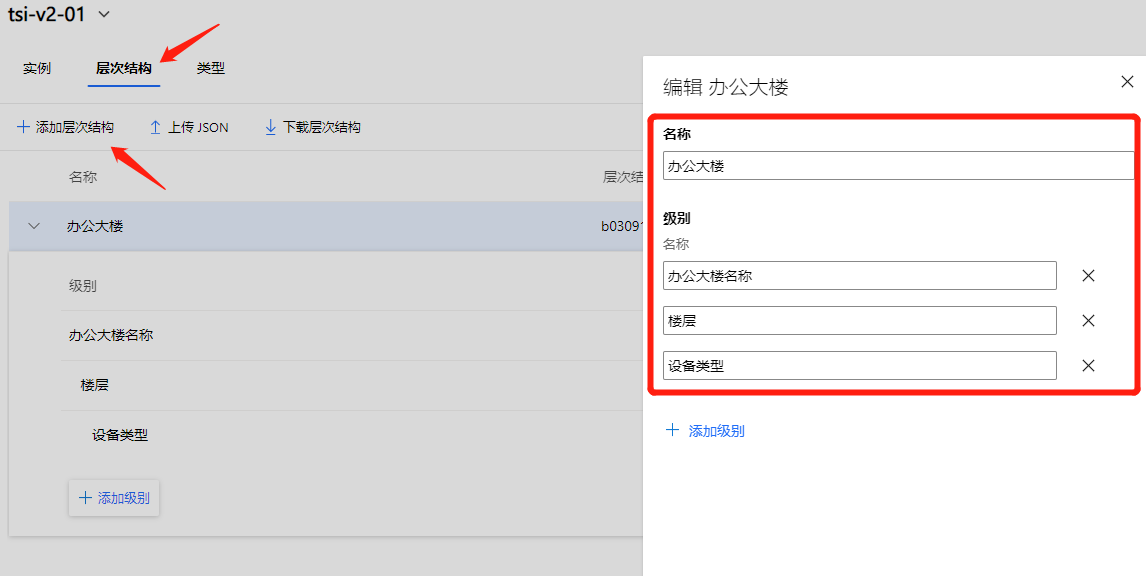 tsi-v2-01
实例 层次结构 类型
添加层次结构 上传 JSON 下载层次结构
名称 层次结
办公大楼 b0309
级别
办公大楼名称
楼层
设备类型
添加级别
编辑 办公大楼
名称
办公大楼
级别
名称
办公大楼名称
楼层
设备类型
添加级别